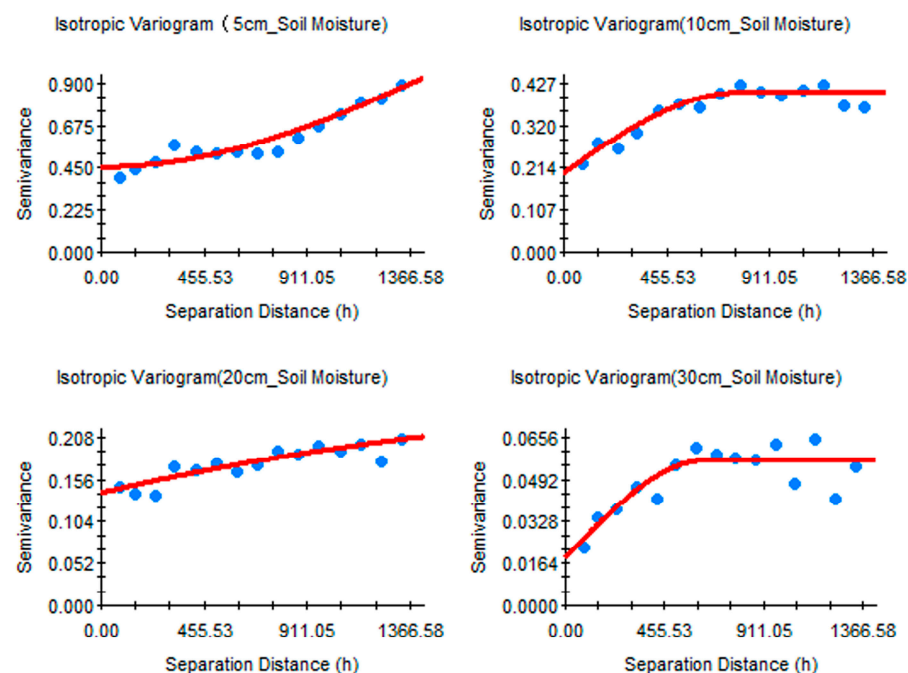 Isotropic Variogram（5cm_Soil Moisture)
Isotropic Variogram(10cm_Soil Moisture)
0.900
0.675
0.450
0.225
0.000
Semivariance
0.00 455.53 911.05 1366.58
Separation Distance (h)
0.427
0.320
0.214
0.107
0.000
Semivariance
0.00 455.53 911.05 1366.58
Separation Distance (h)
Isotropic Variogram(20cm_Soil Moisture)
Isotropic Variogram(30cm_Soil Moisture)
0.208
0.156
0.104
0.052
0.000
Semivariance
0.00 455.53 911.05 1366.58
Separation Distance (h)
0.0656
0.0492
0.0328
0.0164
0.0000
Semivariance
0.00 455.53 911.05 1366.58
Separation Distance (h)